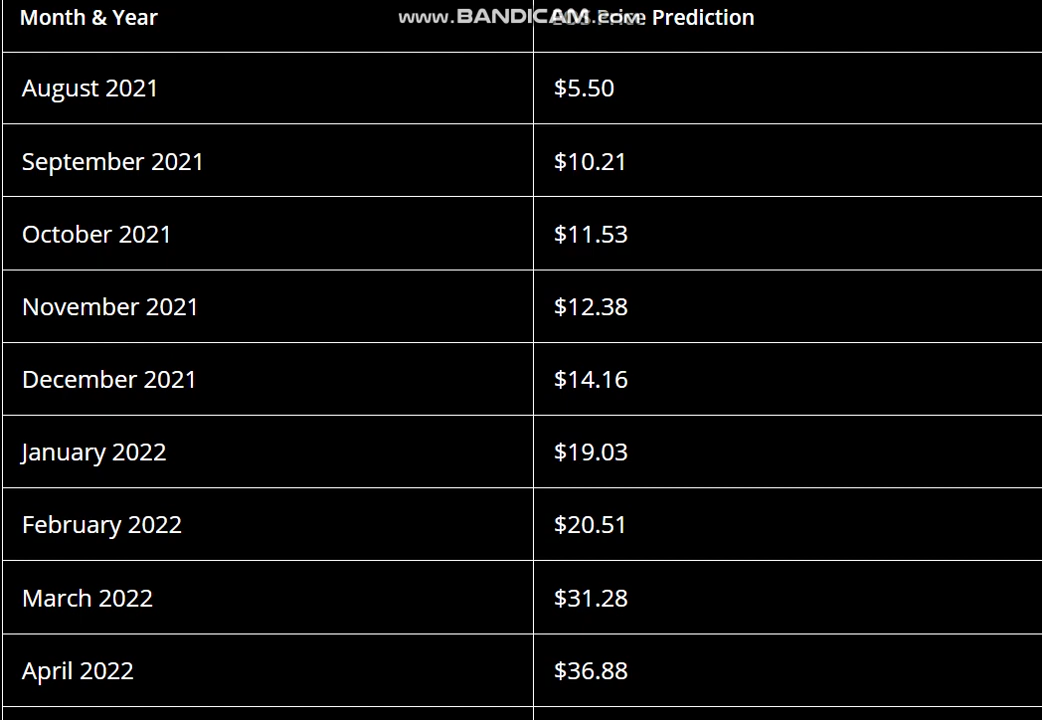 Month & Year www.BANDICAM.com Price Prediction
August 2021 $5.50
September 2021 $10.21
October 2021 $11.53
November 2021 $12.38
December 2021 $14.16
January 2022 $19.03
February 2022 $20.51
March 2022 $31.28
April 2022 $36.88